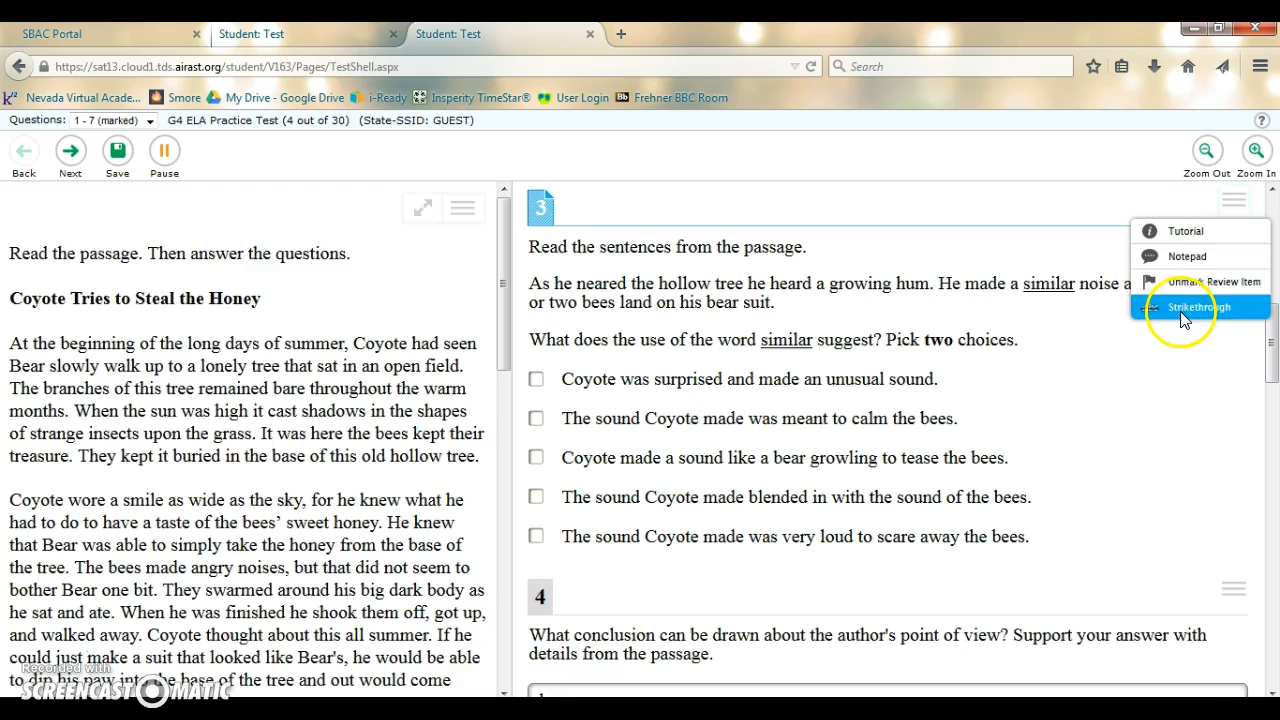 SBAC Portal
Student: Test
Student: Test
https://sat13.cloud1.tds.airast.org/student/V163/Pages/TestShell.aspx
Search
Nevada Virtual Acade...
Smore
My Drive - Google Drive
i-Ready
Insperity TimeStar®
User Login
Bb Frehner BBC Room
Questions: 1 - 7 (marked) G4 ELA Practice Test (4 out of 30) (State-SSID: GUEST)
Back
Next
Save
Pause
Zoom Out
Zoom In
Read the passage. Then answer the questions.
Coyote Tries to Steal the Honey
At the beginning of the long days of summer, Coyote had seen
Bear slowly walk up to a lonely tree that sat in an open field.
The branches of this tree remained bare throughout the warm
months. When the sun was high it cast shadows in the shapes
of strange insects upon the grass. It was here the bees kept their
treasure. They kept it buried in the base of this old hollow tree.
Coyote wore a smile as wide as the sky, for he knew what he
had to do to have a taste of the bees' sweet honey. He knew
that Bear was able to simply take the honey from the base of
the tree. The bees made angry noises, but that did not seem to
bother Bear one bit. They swarmed around his big dark body as
he sat and ate. When he was finished he shook them off, got up,
and walked away. Coyote thought about this all summer. If he
could just make a suit that looked like Bear's, he would be able
to dip his paw into the base of the tree and out would come
3
Read the sentences from the passage.
As he neared the hollow tree he heard a growing hum. He made a similar noise a
or two bees land on his bear suit.
What does the use of the word similar suggest? Pick two choices.
Coyote was surprised and made an unusual sound.
The sound Coyote made was meant to calm the bees.
Coyote made a sound like a bear growling to tease the bees.
The sound Coyote made blended in with the sound of the bees.
The sound Coyote made was very loud to scare away the bees.
4
What conclusion can be drawn about the author's point of view? Support your answer with
details from the passage.
Tutorial
Notepad
Unmark Review Item
Strikethrough
Recorded with
SCREENCAST MATIC